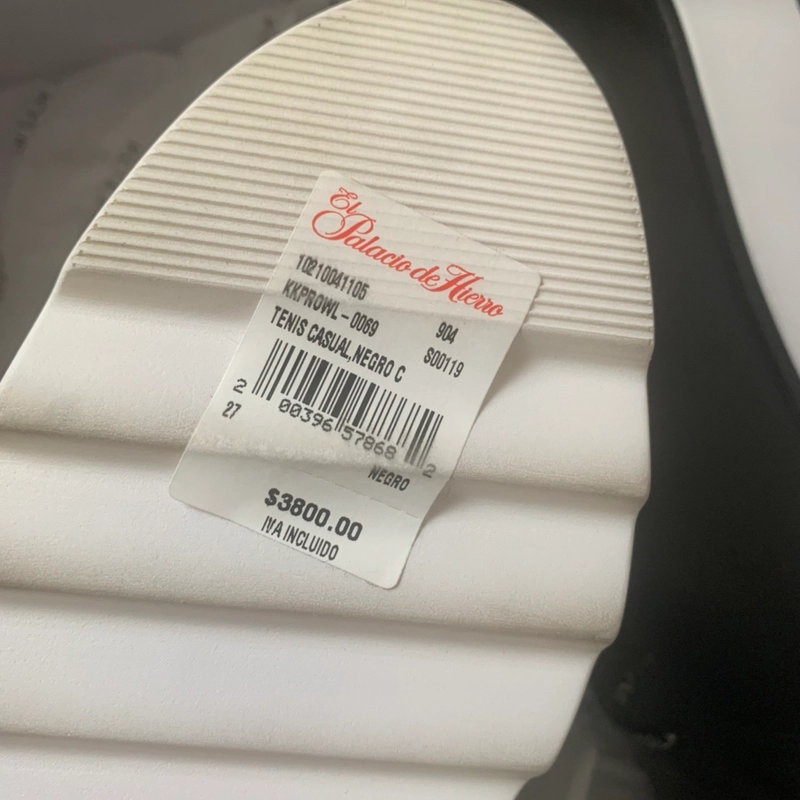 El
Palacio de Hierro
10210041105
KKPROWL-0069 904
TENIS CASUAL,NEGRO C S00119
2 00396 57868 2
27
NEGRO
$3800.00
IVA INCLUIDO